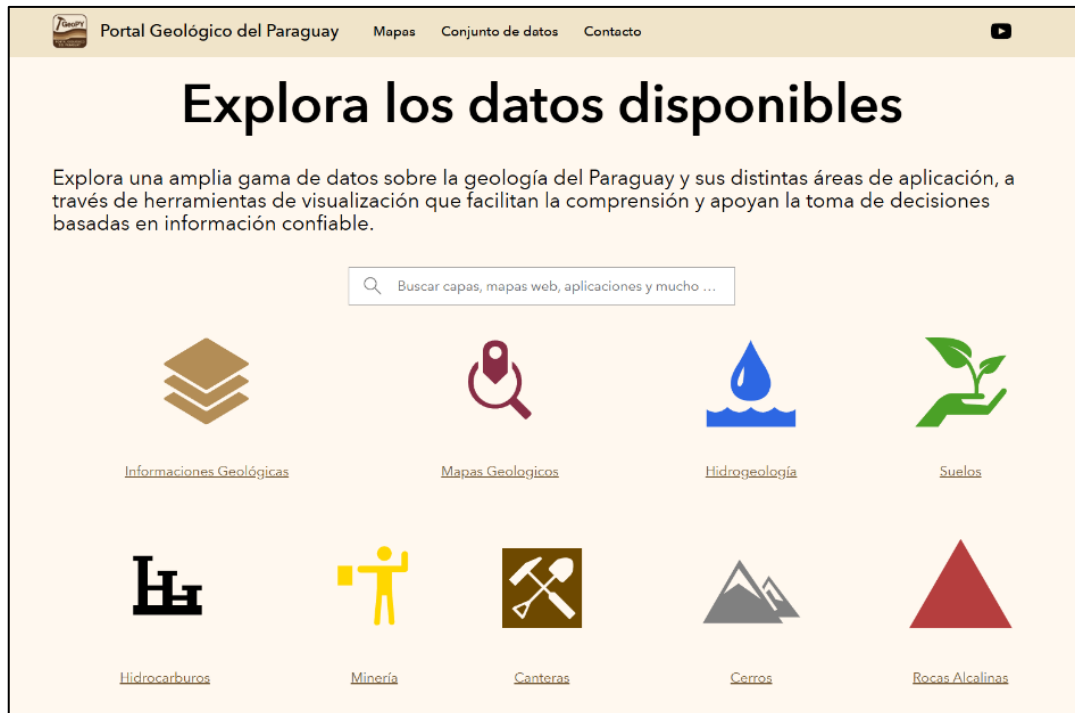 TGeoPY
Portal Geológico del Paraguay
Mapas
Conjunto de datos
Contacto
Explora los datos disponibles
Explora una amplia gama de datos sobre la geología del Paraguay y sus distintas áreas de aplicación, a
través de herramientas de visualización que facilitan la comprensión y apoyan la toma de decisiones
basadas en información confiable.
Buscar capas, mapas web, aplicaciones y mucho ...
Informaciones Geológicas
Mapas Geologicos
Hidrogeología
Suelos
Hidrocarburos
Minería
Canteras
Cerros
Rocas Alcalinas